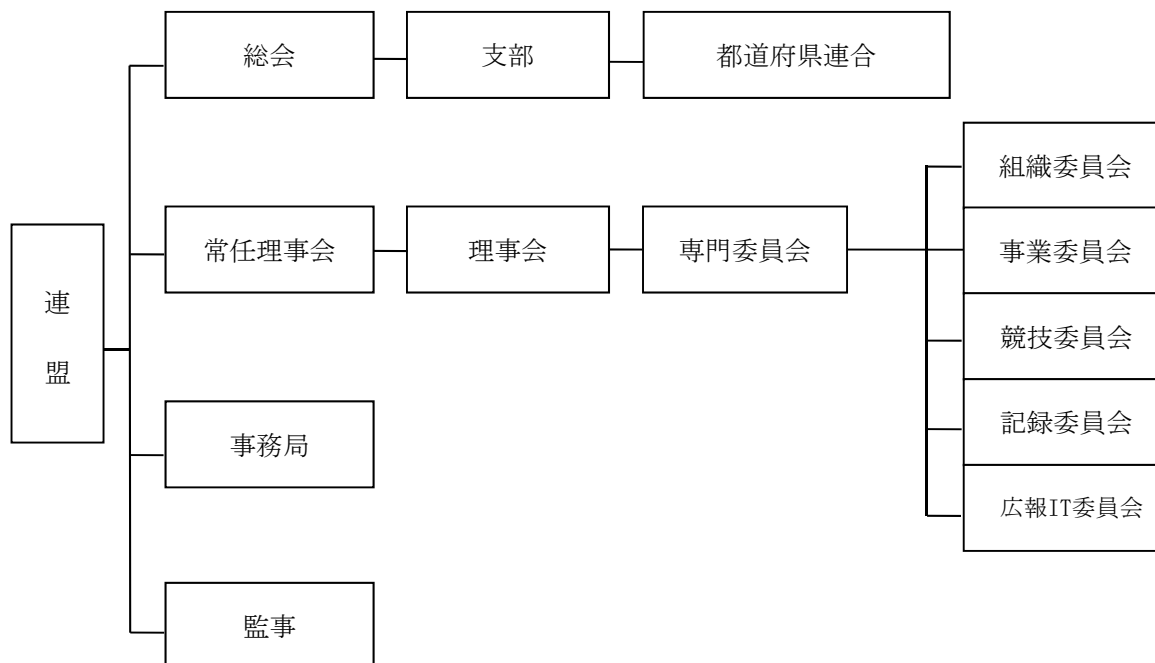 総会
支部
都道府県連合
組織委員会
常任理事会
理事会
専門委員会
事業委員会
連盟
競技委員会
事務局
記録委員会
広報IT委員会
監事